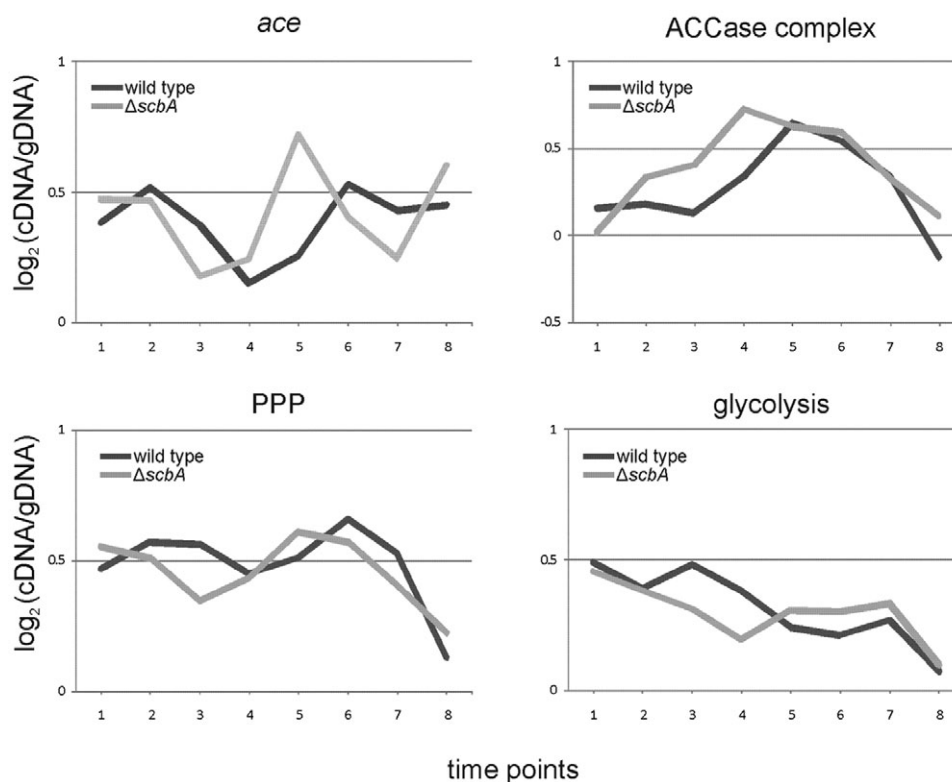 ace
ACCase complex
log2 (cDNA/gDNA)
1
0.5
0
wild type
ΔscbA
1 2 3 4 5 6 7 8
1
0.5
0
-0.5
wild type
ΔscbA
1 2 3 4 5 6 7 8
PPP
glycolysis
log2 (cDNA/gDNA)
1
0.5
0
wild type
ΔscbA
1 2 3 4 5 6 7 8
1
0.5
0
wild type
ΔscbA
1 2 3 4 5 6 7 8
time points